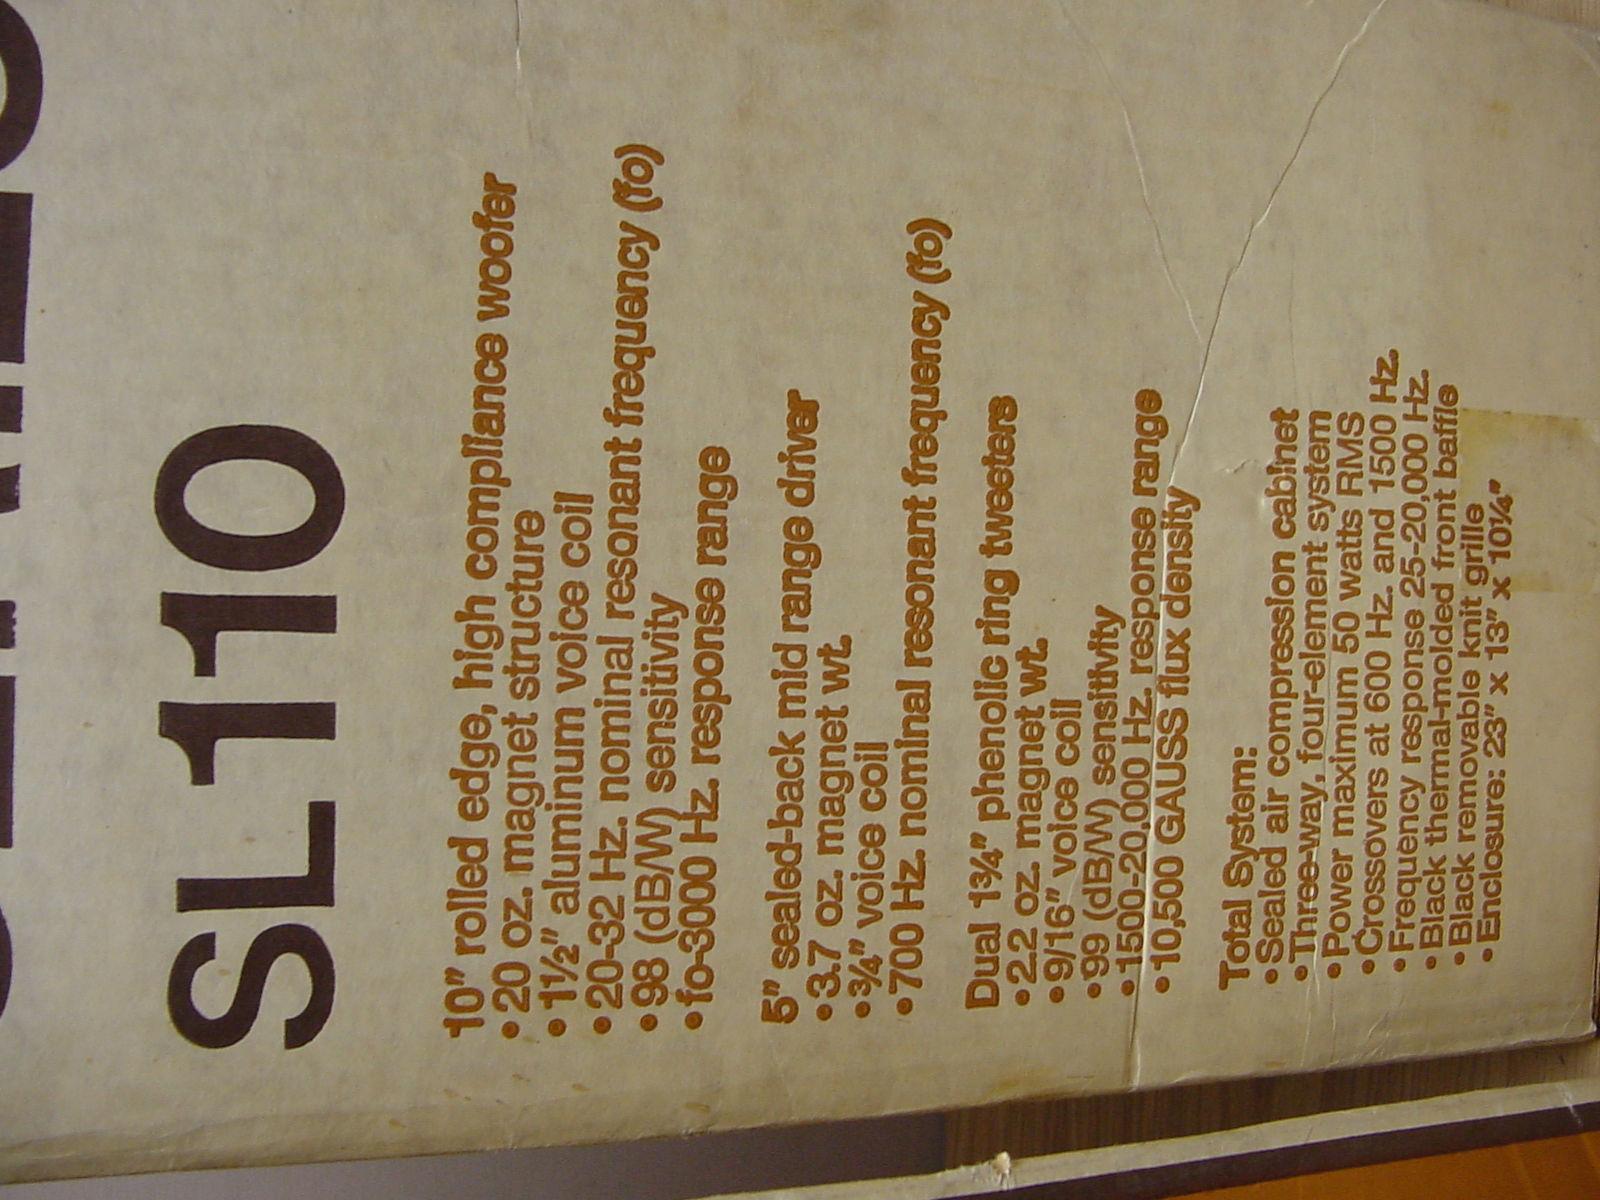 SL110
10" rolled edge, high compliance woofer
• 20 oz. magnet structure
• 1½" aluminum voice coil
• 20-32 Hz. nominal resonant frequency (fo)
• 98 (dB/W) sensitivity
• fo-3000 Hz. response range
5" sealed-back mid range driver
• 3.7 oz. magnet wt.
• ¾" voice coil
• 700 Hz. nominal resonant frequency (fo)
Dual 1¾" phenolic ring tweeters
• 2.2 oz. magnet wt.
• 9/16" voice coil
• 99 (dB/W) sensitivity
• 1500-20,000 Hz. response range
• 10,500 GAUSS flux density
Total System:
• Sealed air compression cabinet
• Three-way, four-element system
• Power maximum 50 watts RMS
• Crossovers at 600 Hz. and 1500 Hz.
• Frequency response 25-20,000 Hz.
• Black thermal-molded front baffle
• Black removable knit grille
• Enclosure: 23" x 13" x 10¼"